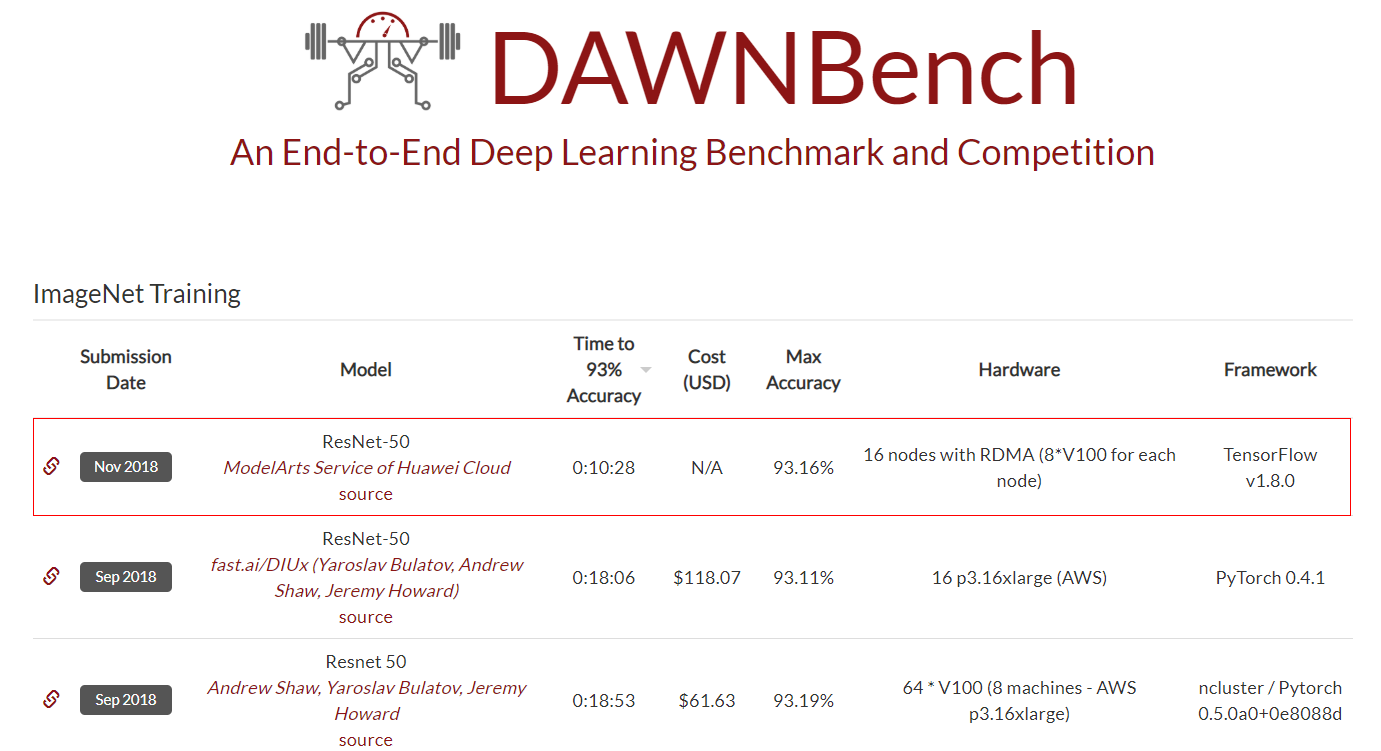 DAWNBench
An End-to-End Deep Learning Benchmark and Competition
ImageNet Training
Submission Date
Model
Time to 93% Accuracy
Cost (USD)
Max Accuracy
Hardware
Framework
Nov 2018
ResNet-50
ModelArts Service of Huawei Cloud
source
0:10:28
N/A
93.16%
16 nodes with RDMA (8*V100 for each
node)
TensorFlow
v1.8.0
Sep 2018
ResNet-50
fast.ai/DIUx (Yaroslav Bulatov, Andrew
Shaw, Jeremy Howard)
source
0:18:06
$118.07
93.11%
16 p3.16xlarge (AWS)
PyTorch 0.4.1
Sep 2018
Resnet 50
Andrew Shaw, Yaroslav Bulatov, Jeremy
Howard
source
0:18:53
$61.63
93.19%
64 * V100 (8 machines - AWS
p3.16xlarge)
ncluster / Pytorch
0.5.0a0+0e8088d